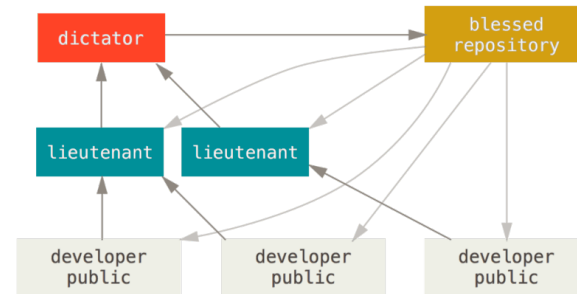 dictator
blessed
repository
lieutenant
lieutenant
developer
public
developer
public
developer
public